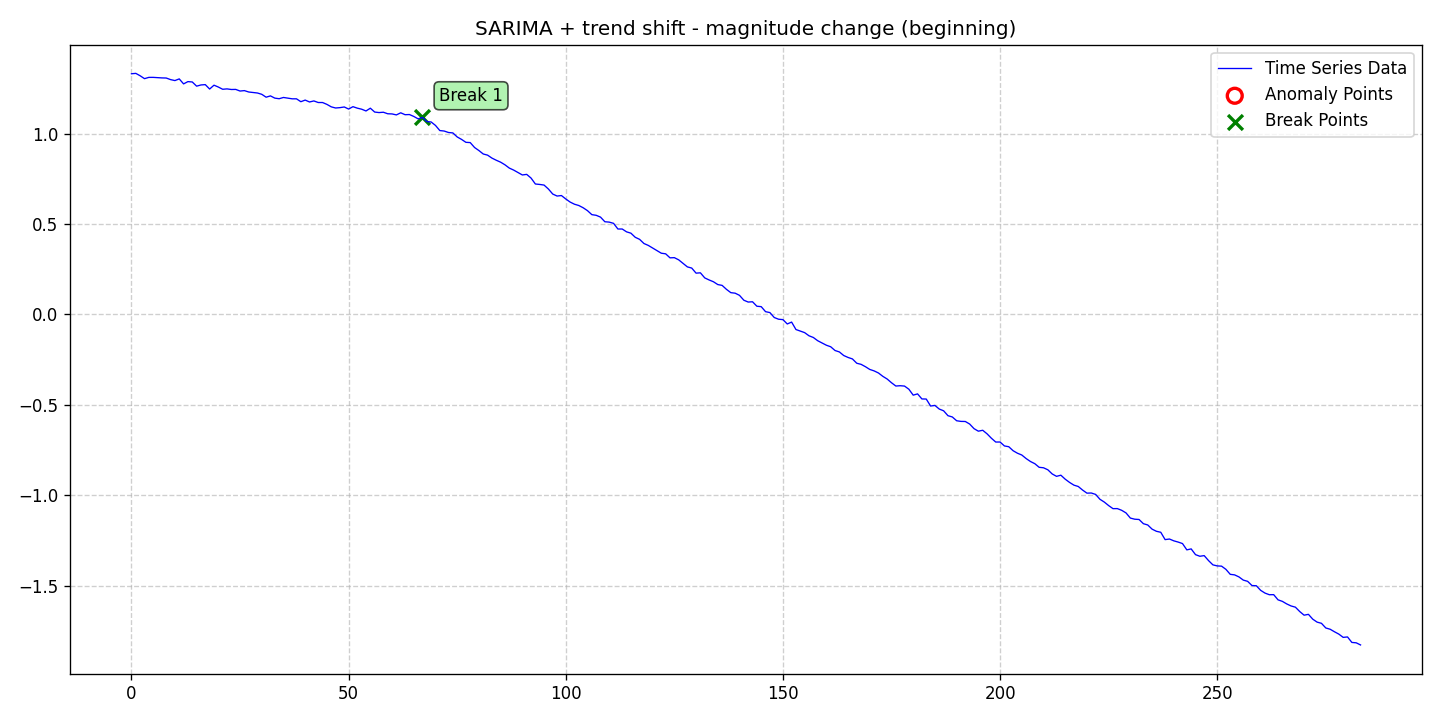 SARIMA + trend shift - magnitude change (beginning)
Time Series Data
Anomaly Points
Break Points
Break 1
1.0
0.5
0.0
−0.5
−1.0
−1.5
0 50 100 150 200 250